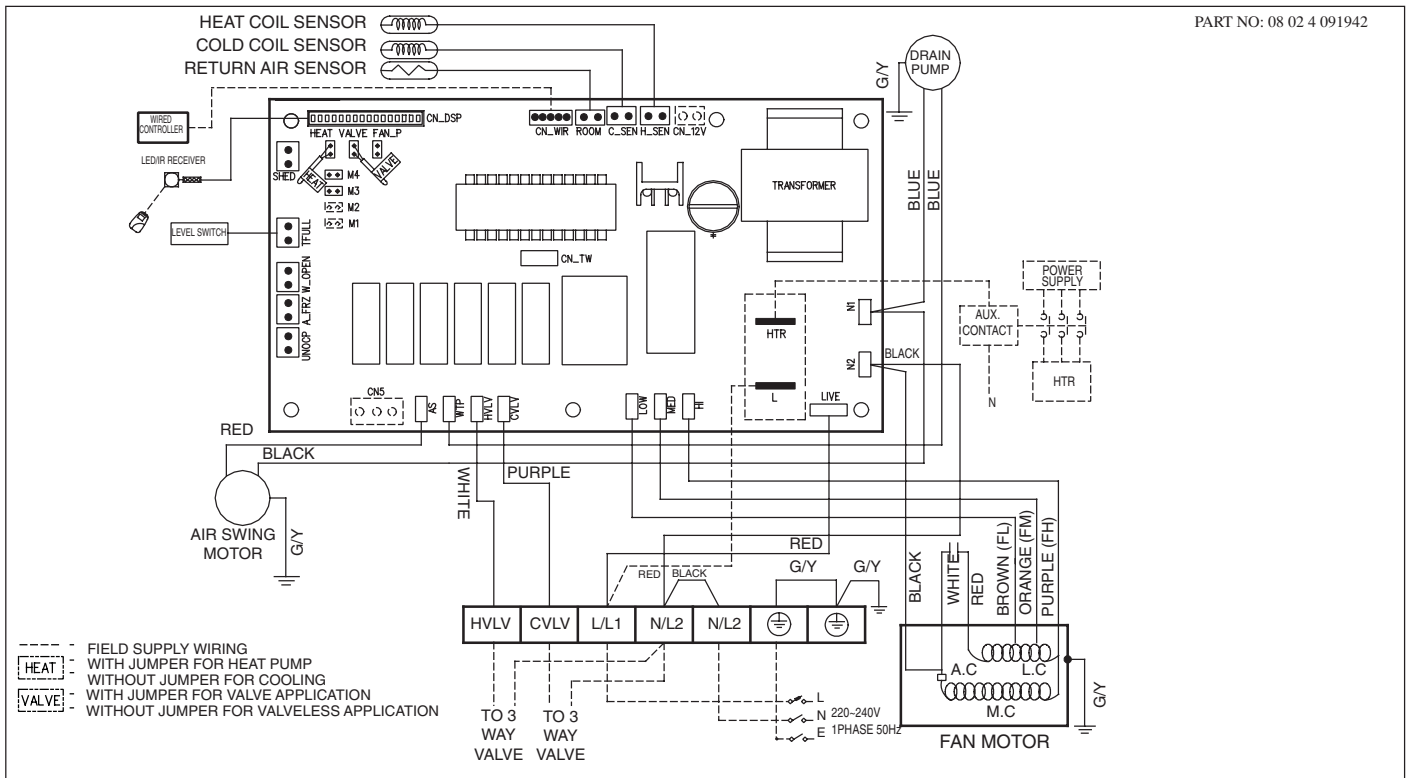 HEAT COIL SENSOR
COLD COIL SENSOR
RETURN AIR SENSOR
PART NO: 08 02 4 091942
DRAIN
PUMP
G/Y
WIRED
CONTROLLER
LED/IR RECEIVER
LEVEL SWITCH
CN_DSP
HEAT VALVE FAN_P
CN_WIR
ROOM
C_SEN
H_SEN
CN_12V
SHED
HEAT
VALVE
M4
M3
M2
M1
TFULL
W_OPEN
A_FRZ
UNOCP
TRANSFORMER
CN_TW
BLUE
BLUE
HTR
L
N1
N2
BLACK
POWER
SUPPLY
AUX.
CONTACT
HTR
N
CN5
AS
WTP
HVLV
CVLV
LOW
MED
HI
LIVE
RED
BLACK
WHITE
PURPLE
AIR SWING
MOTOR
G/Y
RED
RED
BLACK
G/Y
G/Y
BLACK
WHITE
RED
BROWN (FL)
ORANGE (FM)
PURPLE (FH)
HVLV
CVLV
L/L1
N/L2
N/L2
A.C
L.C
M.C
G/Y
FAN MOTOR
- FIELD SUPPLY WIRING
HEAT - WITH JUMPER FOR HEAT PUMP
- WITHOUT JUMPER FOR COOLING
VALVE - WITH JUMPER FOR VALVE APPLICATION
- WITHOUT JUMPER FOR VALVELESS APPLICATION
TO 3
WAY
VALVE
TO 3
WAY
VALVE
L
N
E
220~240V
1PHASE 50Hz